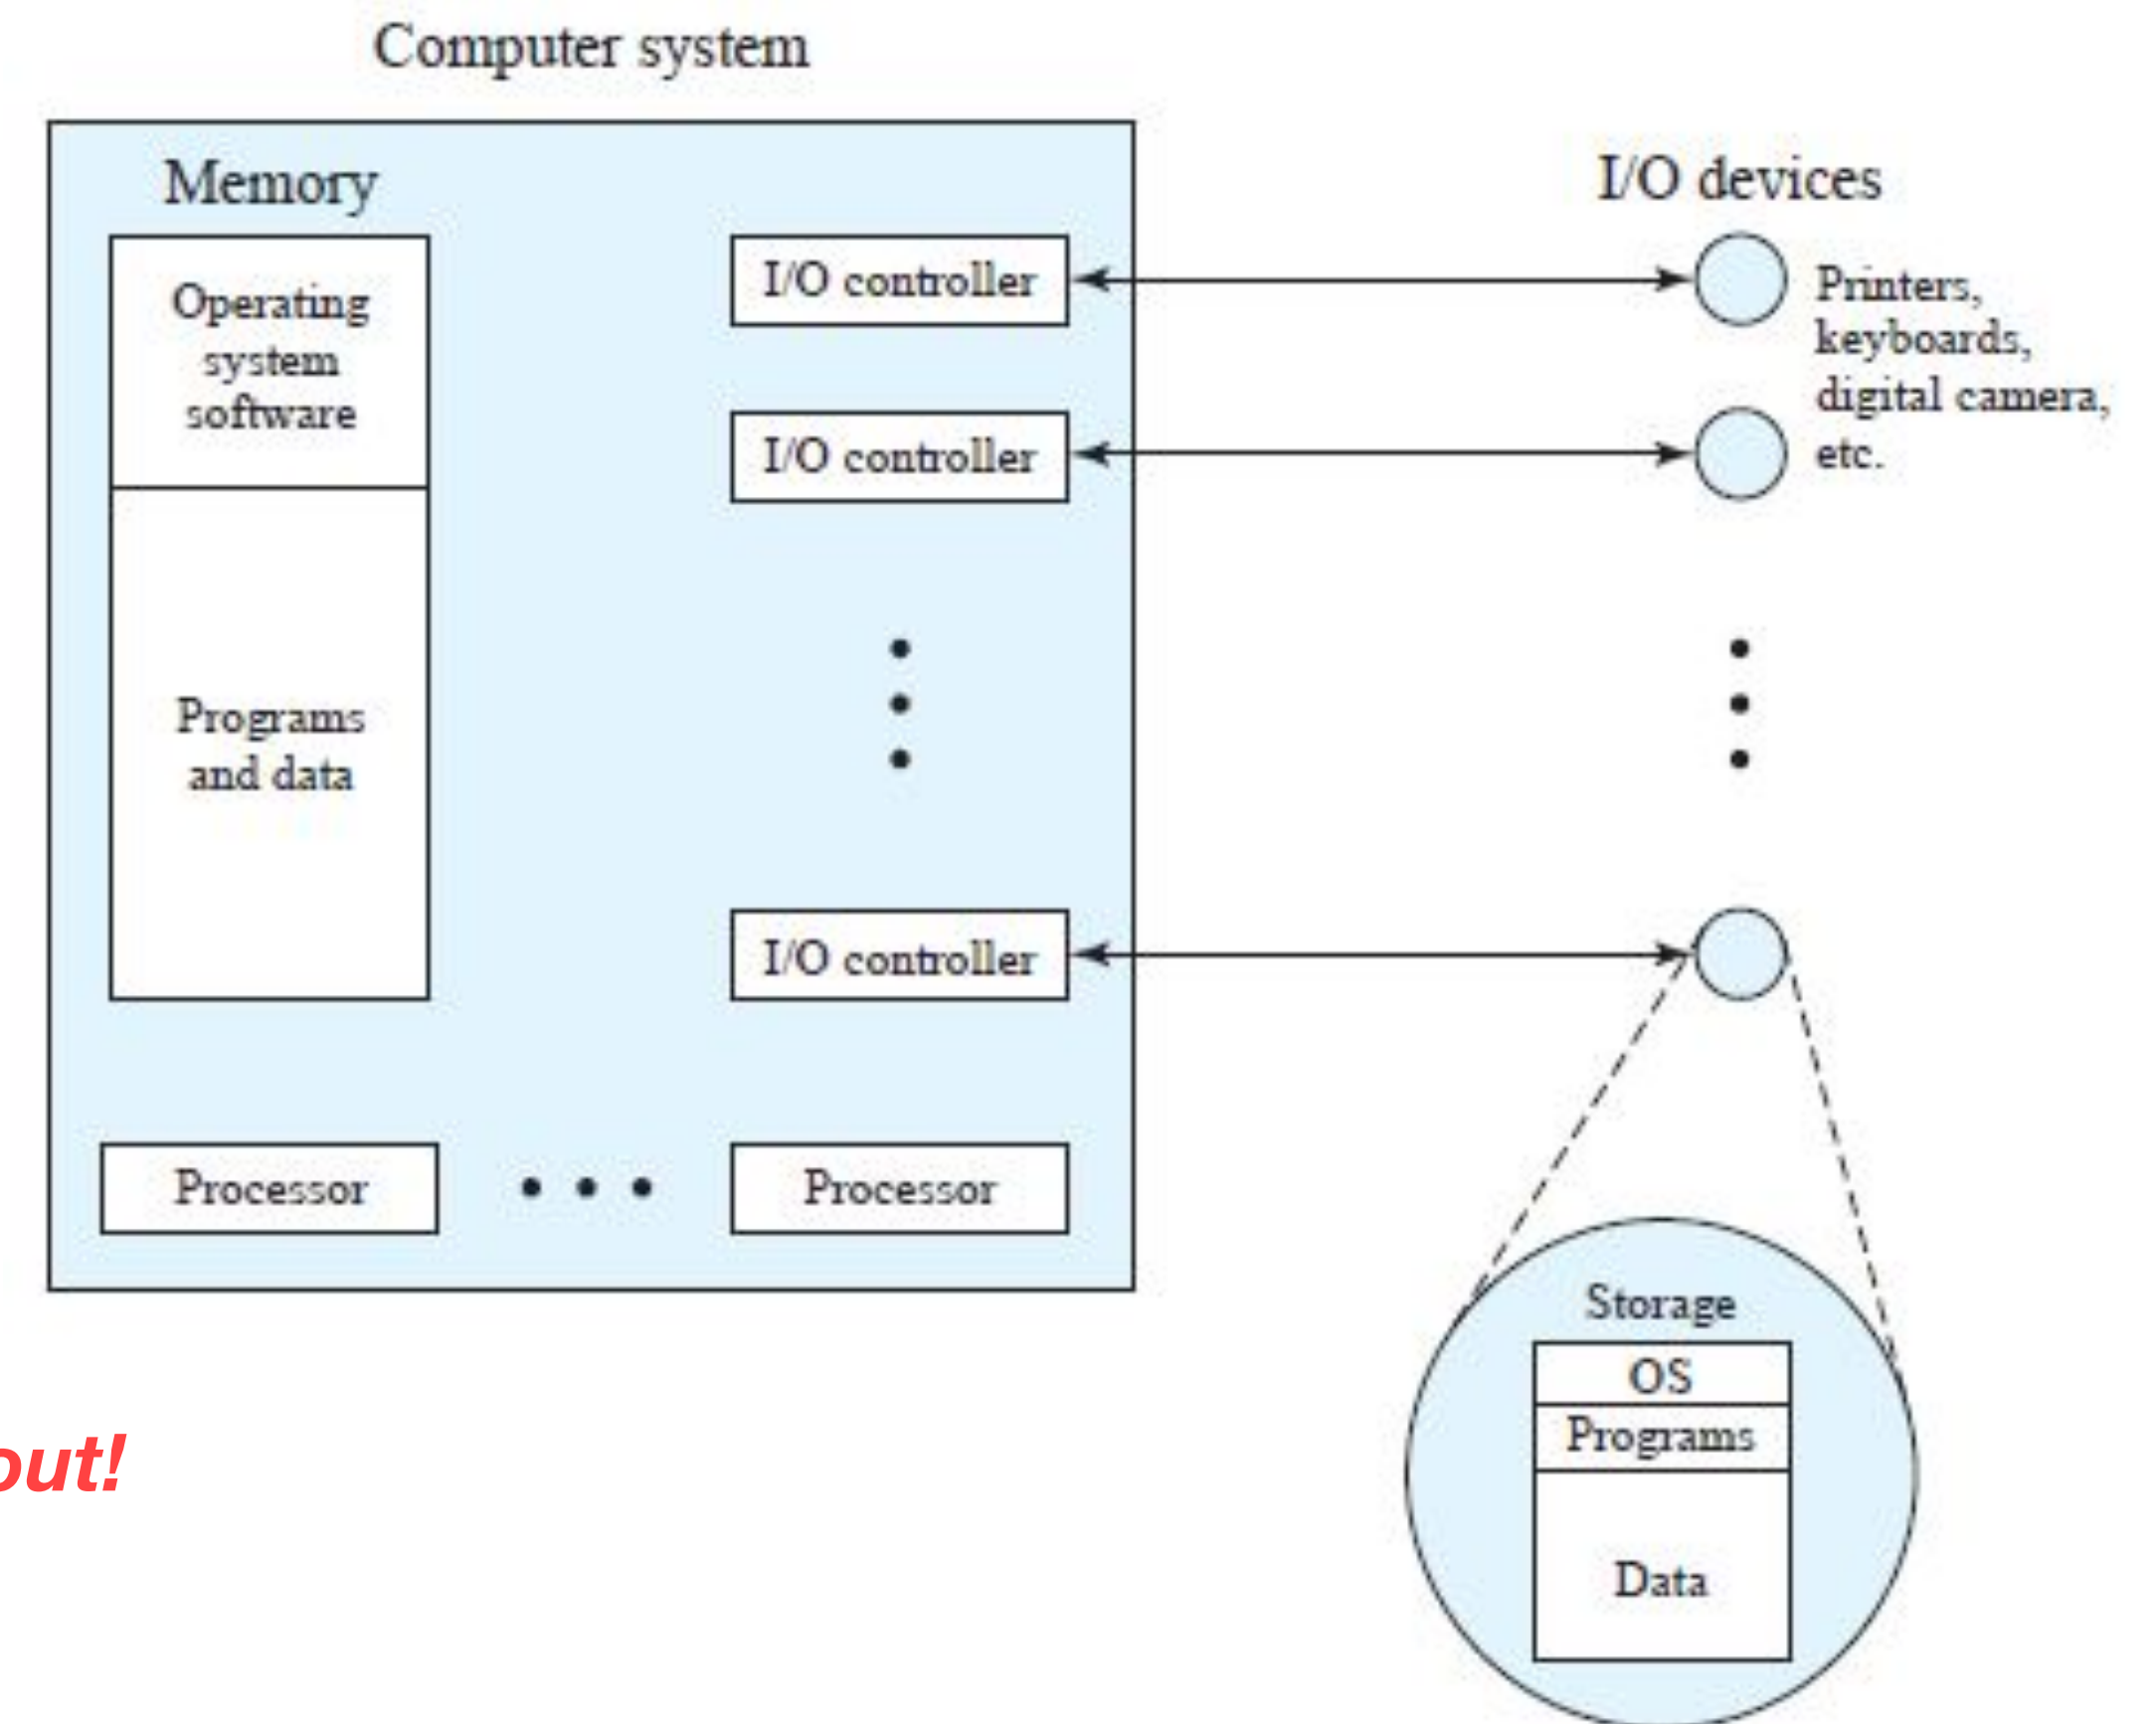 Computer system
Memory
Operating
system
software
Programs
and data
I/O controller
I/O controller
I/O controller
Processor
Processor
I/O devices
Printers,
keyboards,
digital camera,
etc.
Storage
OS
Programs
Data
out!